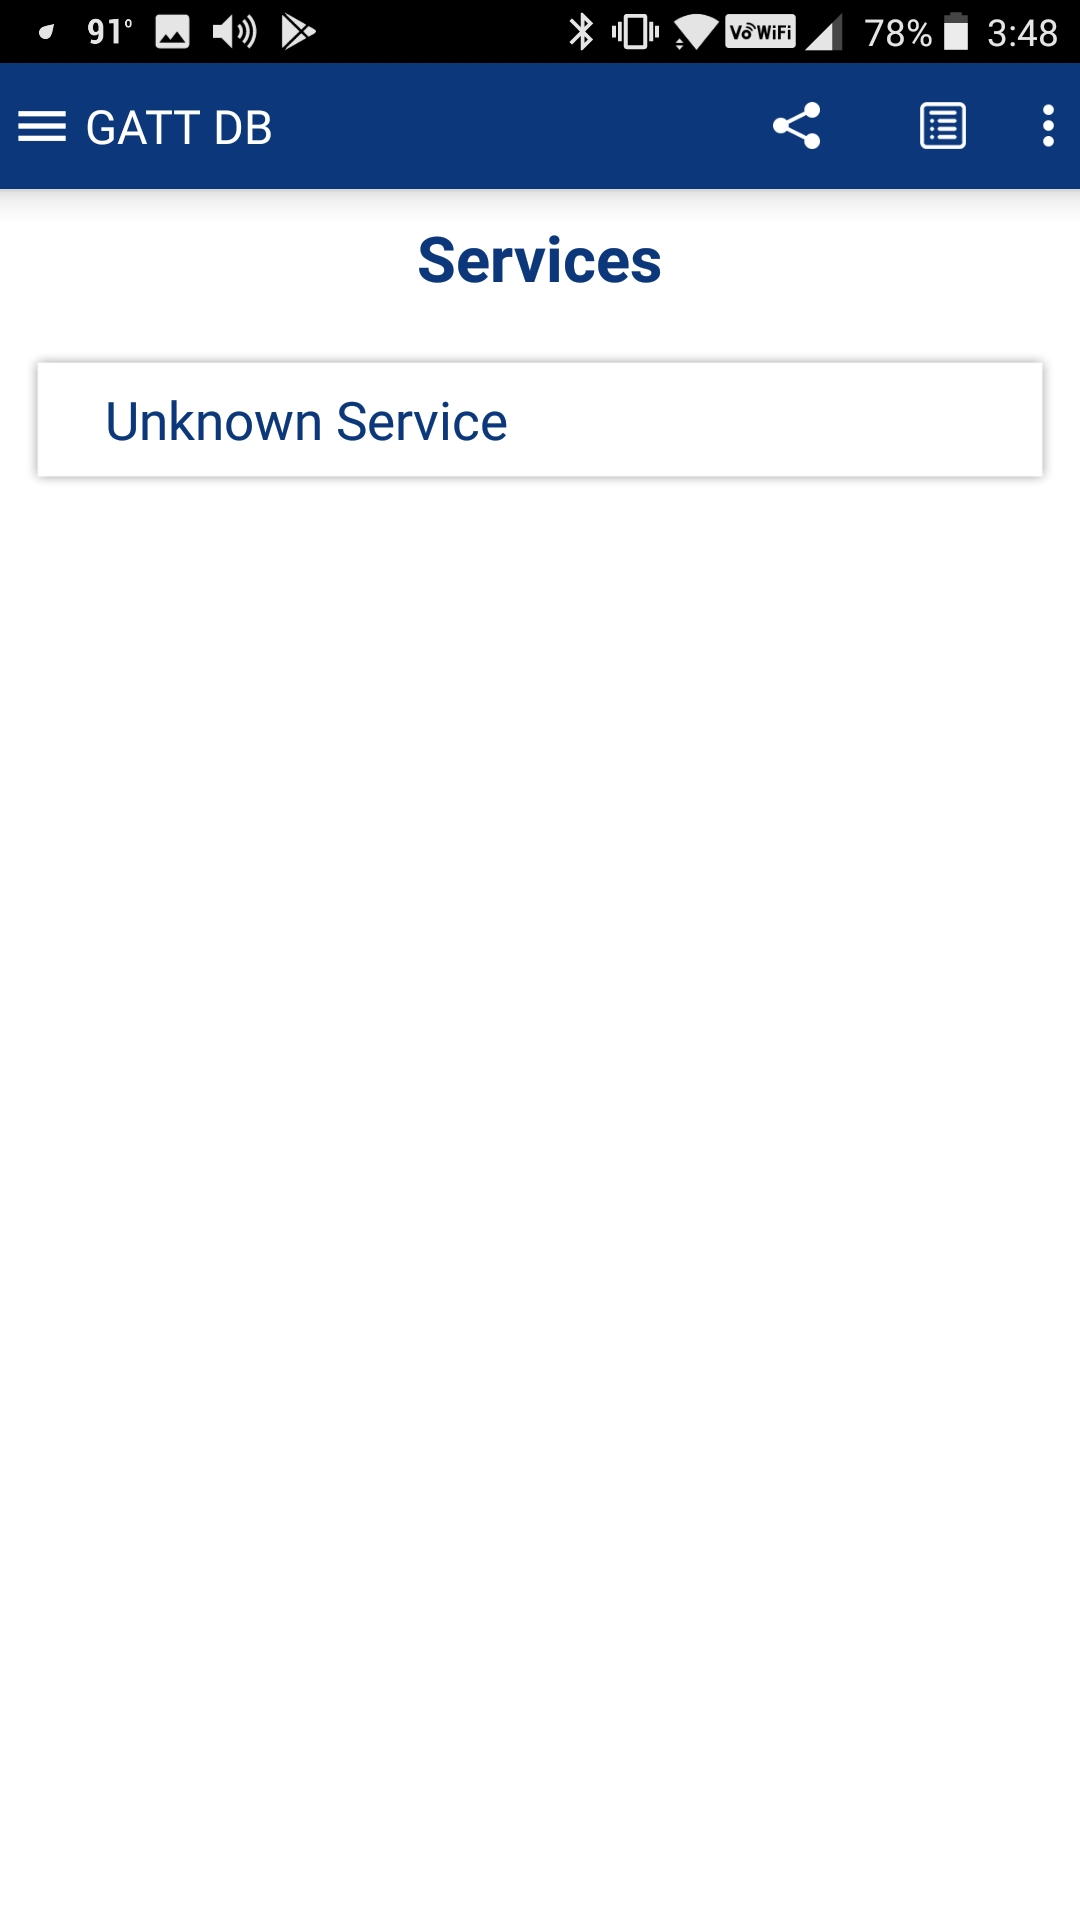 91° VoWiFi 78% 3:48
GATT DB
Services
Unknown Service